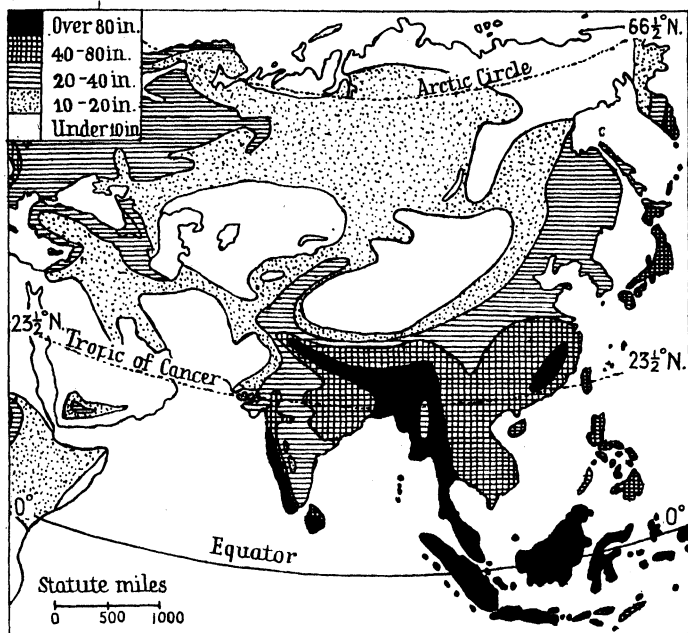 Over 80 in.
40-80 in.
20-40 in.
10-20 in.
Under 10 in
66½°N.
Arctic Circle
23½°N.
Tropic of Cancer
23½°N.
0°
0°
Equator
Statute miles
0 500 1000